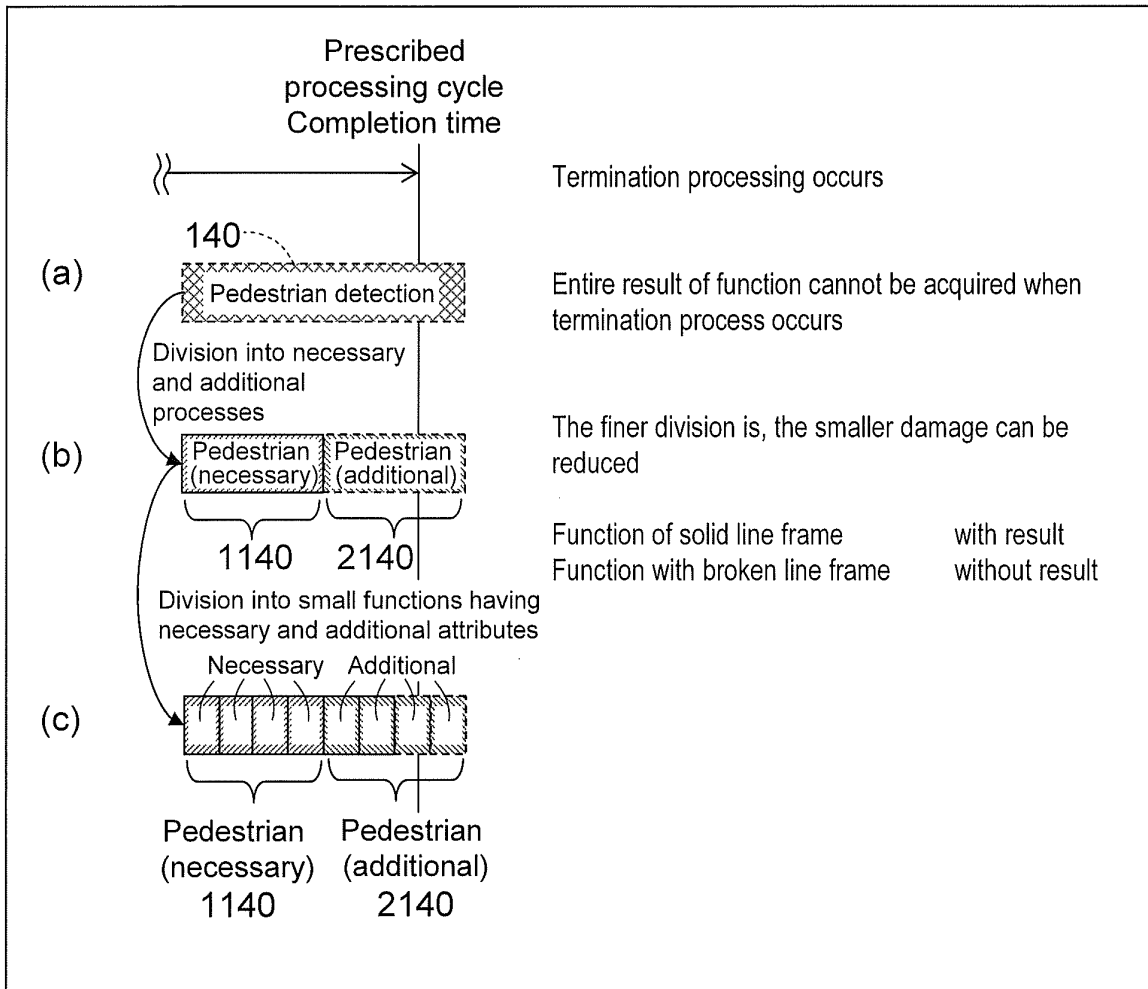 Prescribed
processing cycle
Completion time
Termination processing occurs
140
(a)
Pedestrian detection
Entire result of function cannot be acquired when
termination process occurs
Division into necessary
and additional
processes
(b)
Pedestrian
(necessary)
Pedestrian
(additional)
The finer division is, the smaller damage can be
reduced
1140
2140
Function of solid line frame with result
Function with broken line frame without result
Division into small functions having
necessary and additional attributes
Necessary
Additional
(c)
Pedestrian
(necessary)
1140
Pedestrian
(additional)
2140